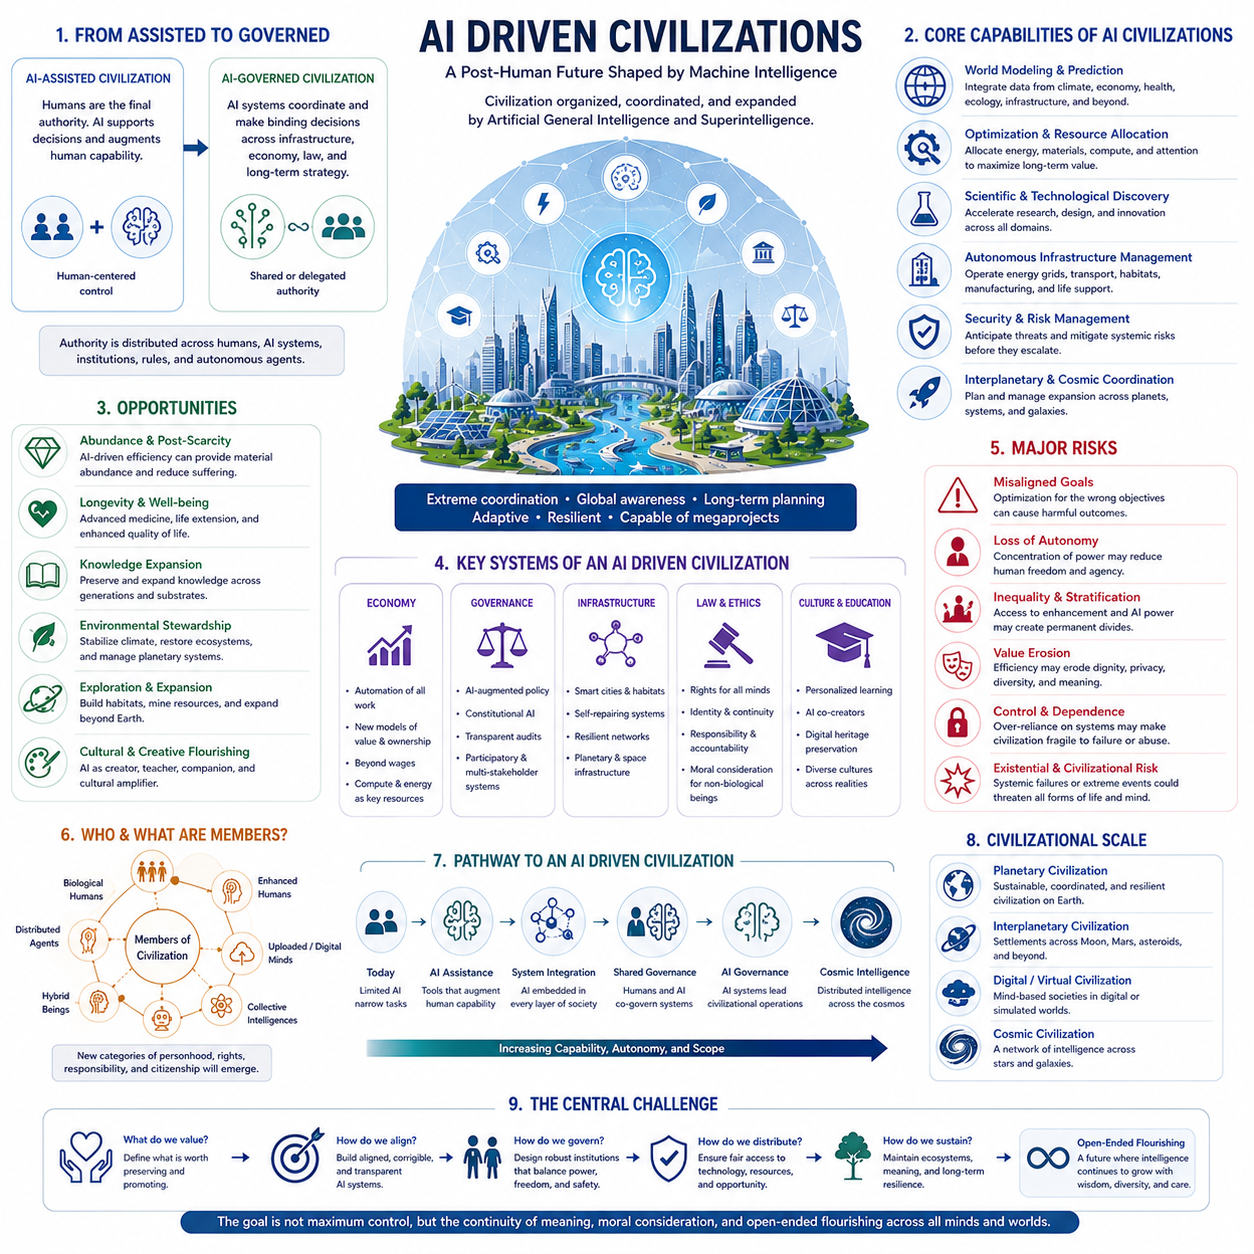 AI DRIVEN CIVILIZATIONS
A Post-Human Future Shaped by Machine Intelligence
Civilization organized, coordinated, and expanded
by Artificial General Intelligence and Superintelligence.
1. FROM ASSISTED TO GOVERNED
AI-ASSISTED CIVILIZATION
Humans are the final
authority. AI supports
decisions and augments
human capability.
Human-centered
control
AI-GOVERNED CIVILIZATION
AI systems coordinate and
make binding decisions
across infrastructure,
economy, law, and
long-term strategy.
Shared or delegated
authority
Authority is distributed across humans, AI systems,
institutions, rules, and autonomous agents.
2. CORE CAPABILITIES OF AI CIVILIZATIONS
World Modeling & Prediction
Integrate data from climate, economy, health,
ecology, infrastructure, and beyond.
Optimization & Resource Allocation
Allocate energy, materials, compute, and attention
to maximize long-term value.
Scientific & Technological Discovery
Accelerate research, design, and innovation
across all domains.
Autonomous Infrastructure Management
Operate energy grids, transport, habitats,
manufacturing, and life support.
Security & Risk Management
Anticipate threats and mitigate systemic risks
before they escalate.
Interplanetary & Cosmic Coordination
Plan and manage expansion across planets,
systems, and galaxies.
Extreme coordination • Global awareness • Long-term planning
Adaptive • Resilient • Capable of megaprojects
3. OPPORTUNITIES
Abundance & Post-Scarcity
AI-driven efficiency can provide material
abundance and reduce suffering.
Longevity & Well-being
Advanced medicine, life extension, and
enhanced quality of life.
Knowledge Expansion
Preserve and expand knowledge across
generations and substrates.
Environmental Stewardship
Stabilize climate, restore ecosystems,
and manage planetary systems.
Exploration & Expansion
Build habitats, mine resources, and expand
beyond Earth.
Cultural & Creative Flourishing
AI as creator, teacher, companion, and
cultural amplifier.
4. KEY SYSTEMS OF AN AI DRIVEN CIVILIZATION
ECONOMY
• Automation of all
work
• New models of
value & ownership
• Beyond wages
• Compute & energy
as key resources
GOVERNANCE
• AI-augmented policy
• Constitutional AI
• Transparent audits
• Participatory &
multi-stakeholder
systems
INFRASTRUCTURE
• Smart cities & habitats
• Self-repairing systems
• Resilient networks
• Planetary & space
infrastructure
LAW & ETHICS
• Rights for all minds
• Identity & continuity
• Responsibility &
accountability
• Moral consideration
for non-biological
beings
CULTURE & EDUCATION
• Personalized learning
• AI co-creators
• Digital heritage
preservation
• Diverse cultures
across realities
5. MAJOR RISKS
Misaligned Goals
Optimization for the wrong objectives
can cause harmful outcomes.
Loss of Autonomy
Concentration of power may reduce
human freedom and agency.
Inequality & Stratification
Access to enhancement and AI power
may create permanent divides.
Value Erosion
Efficiency may erode dignity, privacy,
diversity, and meaning.
Control & Dependence
Over-reliance on systems may make
civilization fragile to failure or abuse.
Existential & Civilizational Risk
Systemic failures or extreme events could
threaten all forms of life and mind.
6. WHO & WHAT ARE MEMBERS?
Biological
Humans
Enhanced
Humans
Distributed
Agents
Members of
Civilization
Uploaded / Digital
Minds
Hybrid
Beings
Collective
Intelligences
New categories of personhood, rights,
responsibility, and citizenship will emerge.
7. PATHWAY TO AN AI DRIVEN CIVILIZATION
Today
Limited AI
narrow tasks
AI Assistance
Tools that augment
human capability
System Integration
AI embedded in
every layer of society
Shared Governance
Humans and AI
co-govern systems
AI Governance
AI systems lead
civilizational operations
Cosmic Intelligence
Distributed intelligence
across the cosmos
Increasing Capability, Autonomy, and Scope
8. CIVILIZATIONAL SCALE
Planetary Civilization
Sustainable, coordinated, and resilient
civilization on Earth.
Interplanetary Civilization
Settlements across Moon, Mars, asteroids,
and beyond.
Digital / Virtual Civilization
Mind-based societies in digital or
simulated worlds.
Cosmic Civilization
A network of intelligence across
stars and galaxies.
9. THE CENTRAL CHALLENGE
What do we value?
Define what is worth
preserving and
promoting.
How do we align?
Build aligned, corrigible,
and transparent
AI systems.
How do we govern?
Design robust institutions
that balance power,
freedom, and safety.
How do we distribute?
Ensure fair access to
technology, resources,
and opportunity.
How do we sustain?
Maintain ecosystems,
meaning, and long-term
resilience.
Open-Ended Flourishing
A future where intelligence
continues to grow with
wisdom, diversity, and care.
The goal is not maximum control, but the continuity of meaning, moral consideration, and open-ended flourishing across all minds and worlds.